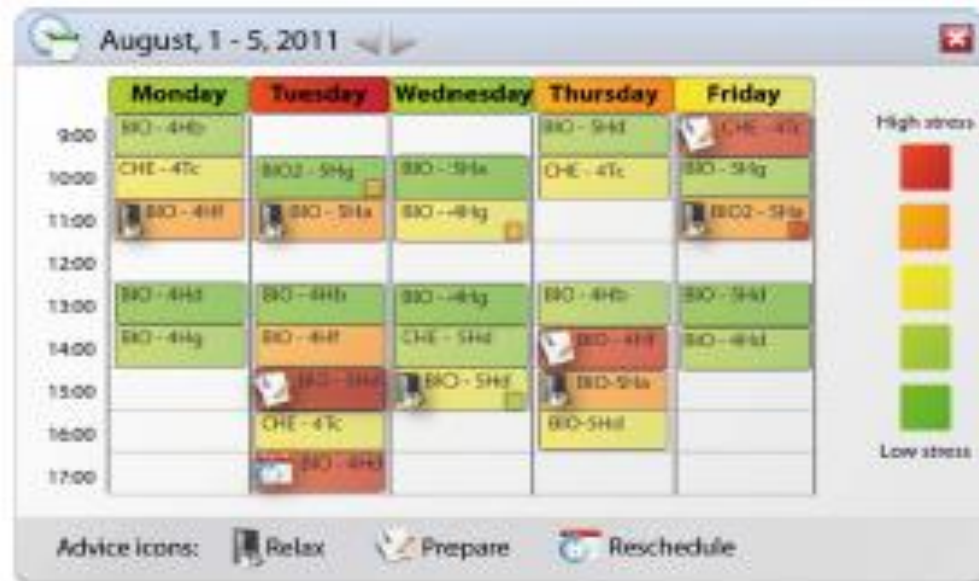 August, 1 - 5, 2011
Monday Tuesday Wednesday Thursday Friday
High stress
9:00 BIO - 4Hb BIO - 5Hd CHE - 4Tc
10:00 CHE - 4Tc BIO2 - 5Hg BIO - 5Ha CHE - 4Tc BIO - 5Hg
11:00 BIO - 4Hf BIO - 5Ha BIO - 4Hg BIO2 - 5Ha
12:00
13:00 BIO - 4Hd BIO - 4Hb BIO - 4Hg BIO - 4Hb BIO - 5Hd
14:00 BIO - 4Hg BIO - 4Hf CHE - 5Hd BIO - 4Hf BIO - 4Hd
15:00 BIO - BIO - 5Hd BIO-5Ha
16:00 CHE - 4Tc BIO-5Hd
Low stress
17:00 BIO - 4Hd
Advice icons: Relax Prepare Reschedule